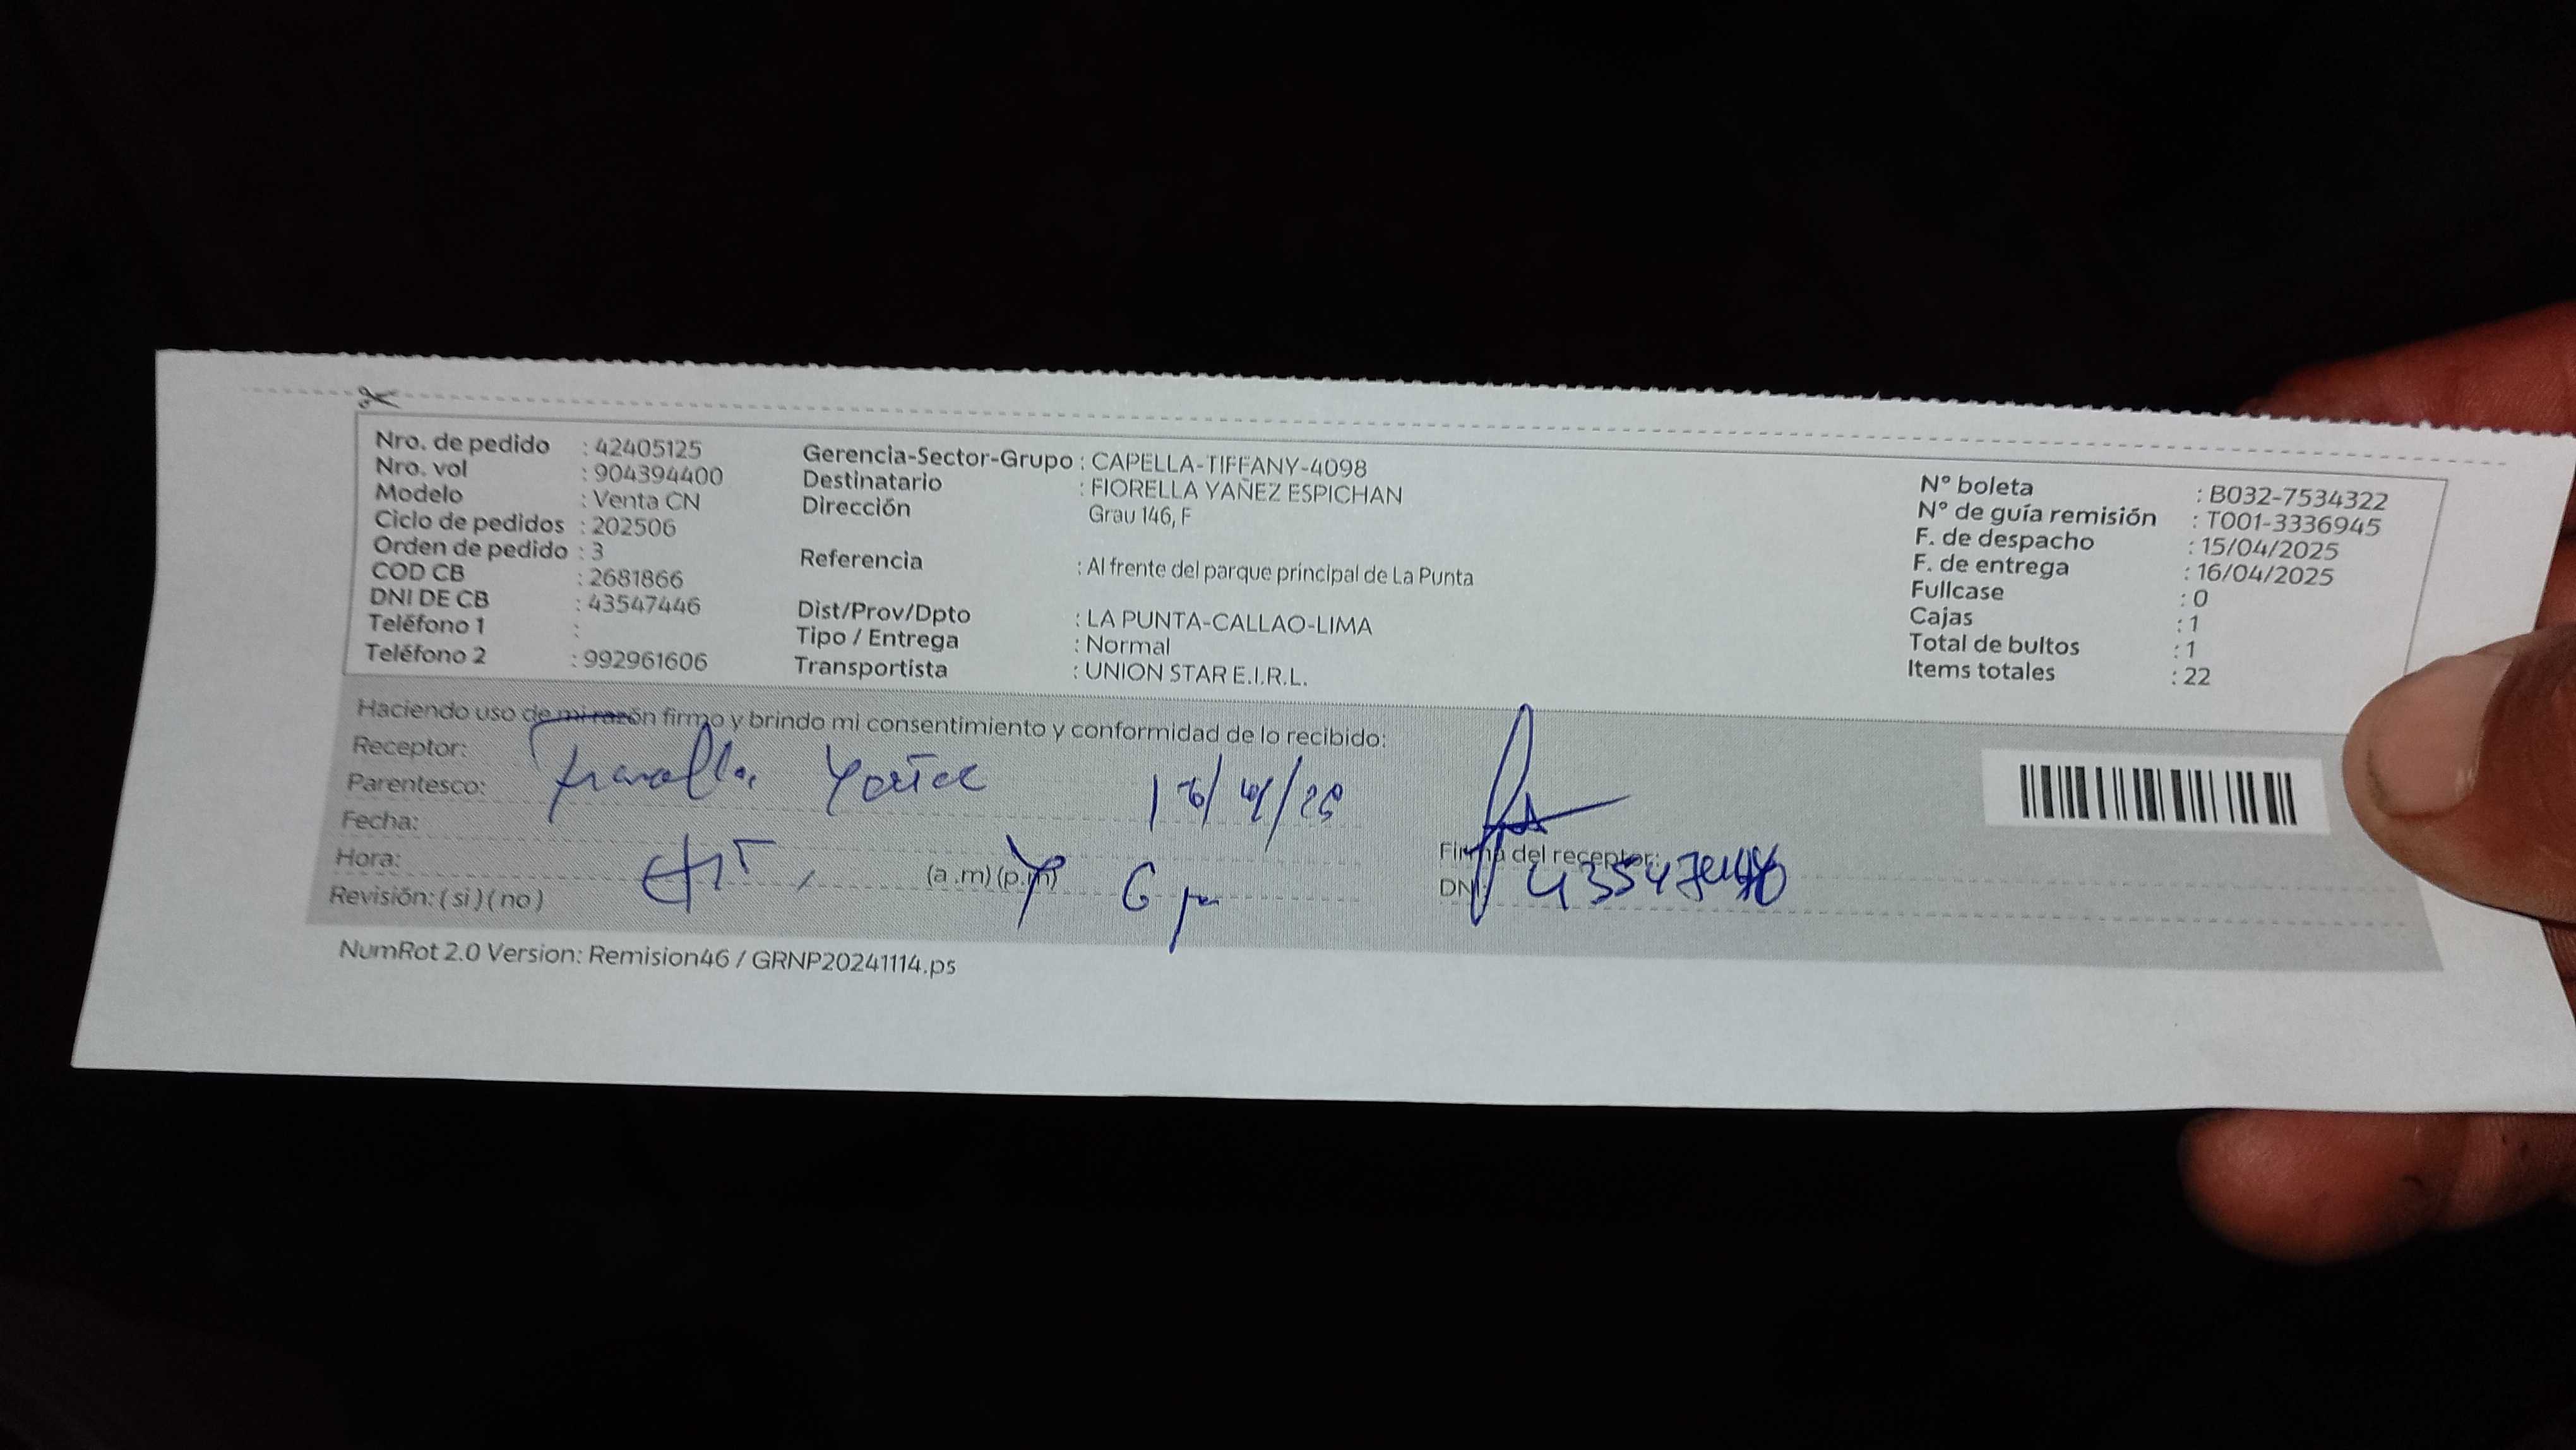 Nro. de pedido : 42405125
Nro. vol : 904394400
Modelo : Venta CN
Ciclo de pedidos : 202506
Orden de pedido : 3
COD CB : 2681866
DNI DE CB : 43547446
Teléfono 1 :
Teléfono 2 : 992961606
Gerencia-Sector-Grupo : CAPELLA-TIFFANY-4098
Destinatario : FIORELLA YAÑEZ ESPICHAN
Dirección Grau 146, F
Referencia : Al frente del parque principal de La Punta
Dist/Prov/Dpto : LA PUNTA-CALLAO-LIMA
Tipo / Entrega : Normal
Transportista : UNION STAR E.I.R.L.
N° boleta : B032-7534322
N° de guía remisión : T001-3336945
F. de despacho : 15/04/2025
F. de entrega : 16/04/2025
Fullcase : 0
Cajas : 1
Total de bultos : 1
Items totales : 22
Haciendo uso de mi razón firmo y brindo mi consentimiento y conformidad de lo recibido:
Receptor:
Parentesco:
Fecha:
Hora: (a.m) (p.m)
Revisión: ( si ) ( no )
Firma del receptor:
DNI:
NumRot 2.0 Version: Remision46 / GRNP20241114.ps